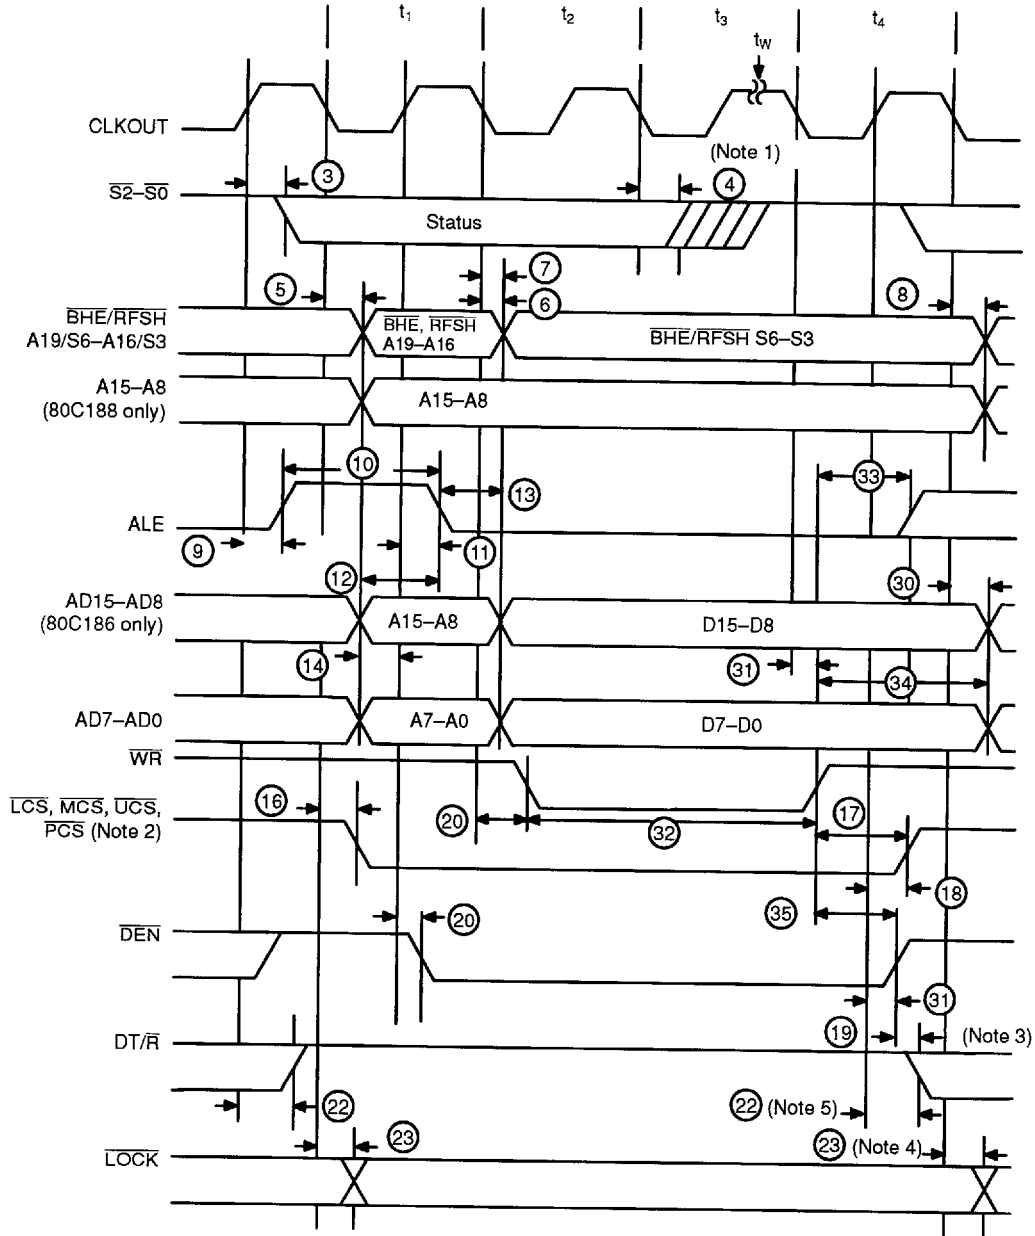 t1 t2 t3 t4
tW
CLKOUT
(Note 1)
3 4
S2–S0
Status
7
5 6 8
BHE/RFSH
A19/S6–A16/S3
BHE, RFSH
A19–A16
BHE/RFSH S6–S3
A15–A8
(80C188 only)
A15–A8
10 33
13
ALE
9 11
12 30
AD15–AD8
(80C186 only)
A15–A8
D15–D8
14 31
34
AD7–AD0
A7–A0
D7–D0
WR
16
LCS, MCS, UCS,
PCS (Note 2)
20 32 17
18
20 35
DEN
31
19 (Note 3)
DT/R
22 22 (Note 5)
23 23 (Note 4)
LOCK